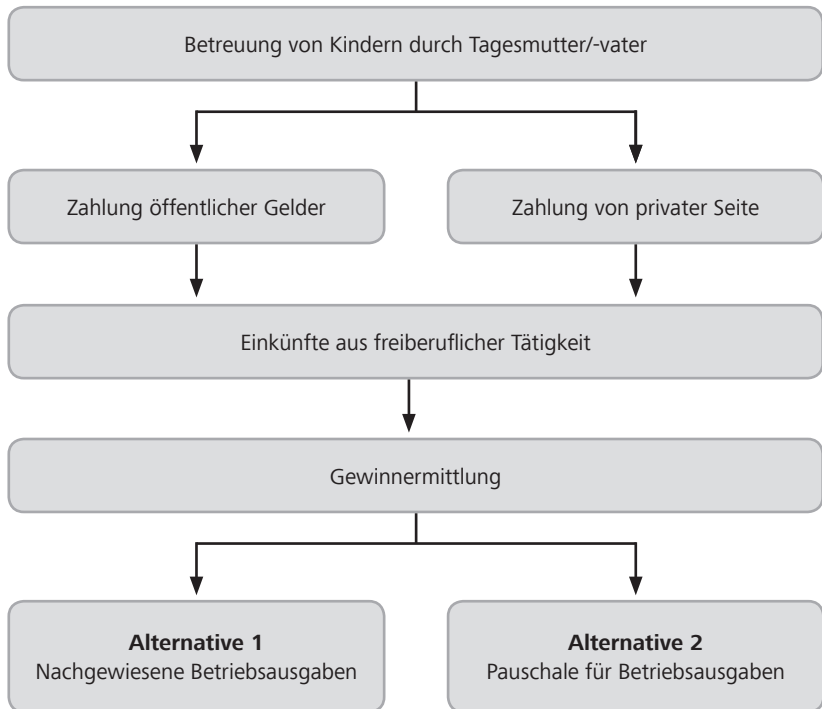 Betreuung von Kindern durch Tagesmutter/-vater
Zahlung öffentlicher Gelder
Zahlung von privater Seite
Einkünfte aus freiberuflicher Tätigkeit
Gewinnermittlung
Alternative 1
Nachgewiesene Betriebsausgaben
Alternative 2
Pauschale für Betriebsausgaben